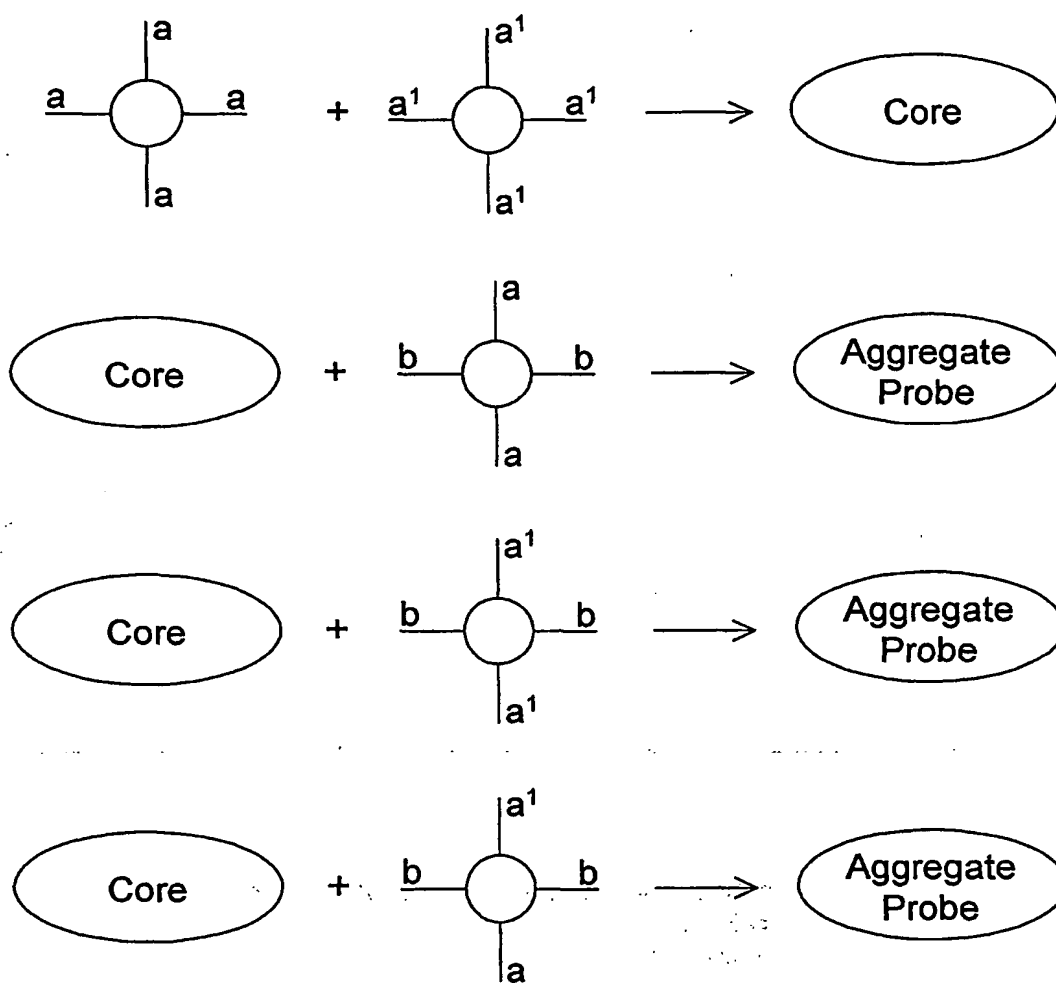 a
a a
a
+
a¹
a¹ a¹
a¹
Core
Core
+
a
b b
a
Aggregate
Probe
Core
+
a¹
b b
a¹
Aggregate
Probe
Core
+
a¹
b b
a
Aggregate
Probe